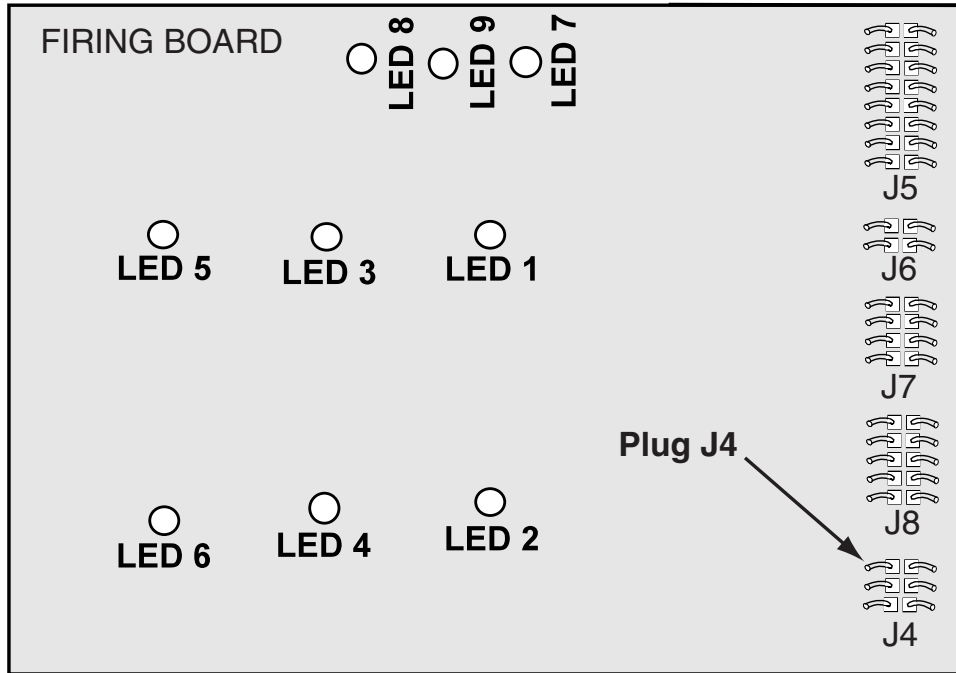 FIRING BOARD
LED 8
LED 9
LED 7
J5
LED 5
LED 3
LED 1
J6
J7
Plug J4
J8
LED 6
LED 4
LED 2
J4